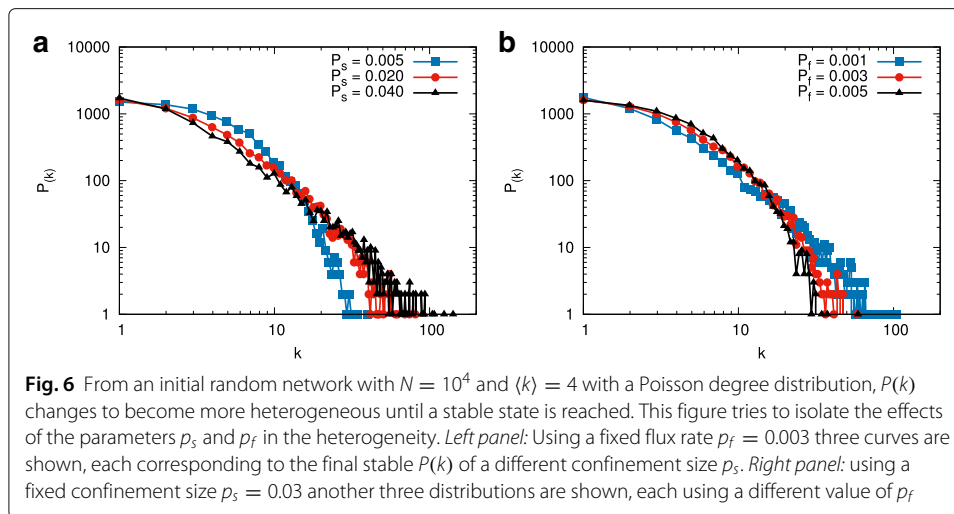 a
10000
1000
100
10
1
P(k)
1
10
100
k
Ps = 0.005
Ps = 0.020
Ps = 0.040
b
10000
1000
100
10
1
P(k)
1
10
100
k
Pf = 0.001
Pf = 0.003
Pf = 0.005
Fig. 6 From an initial random network with N = 10⁴ and ⟨k⟩ = 4 with a Poisson degree distribution, P(k)
changes to become more heterogeneous until a stable state is reached. This figure tries to isolate the effects
of the parameters ps and pf in the heterogeneity. Left panel: Using a fixed flux rate pf = 0.003 three curves are
shown, each corresponding to the final stable P(k) of a different confinement size ps. Right panel: using a
fixed confinement size ps = 0.03 another three distributions are shown, each using a different value of pf